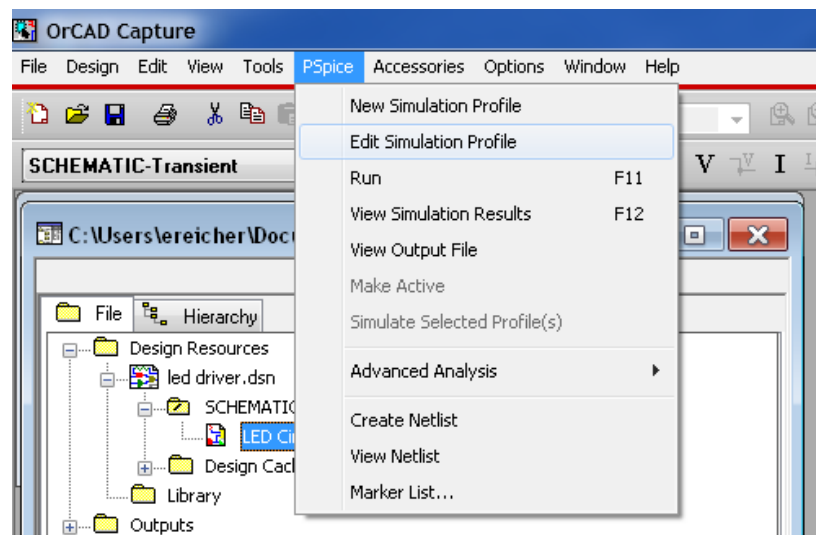 OrCAD Capture
File Design Edit View Tools PSpice Accessories Options Window Help
New Simulation Profile
Edit Simulation Profile
SCHEMATIC-Transient
V V I
Run F11
View Simulation Results F12
C:\Users\ereicher\Doc
View Output File
Make Active
File Hierarchy
Simulate Selected Profile(s)
Design Resources
led driver.dsn
Advanced Analysis
SCHEMATIC
LED Ci
Create Netlist
Design Cac
View Netlist
Library
Marker List...
Outputs